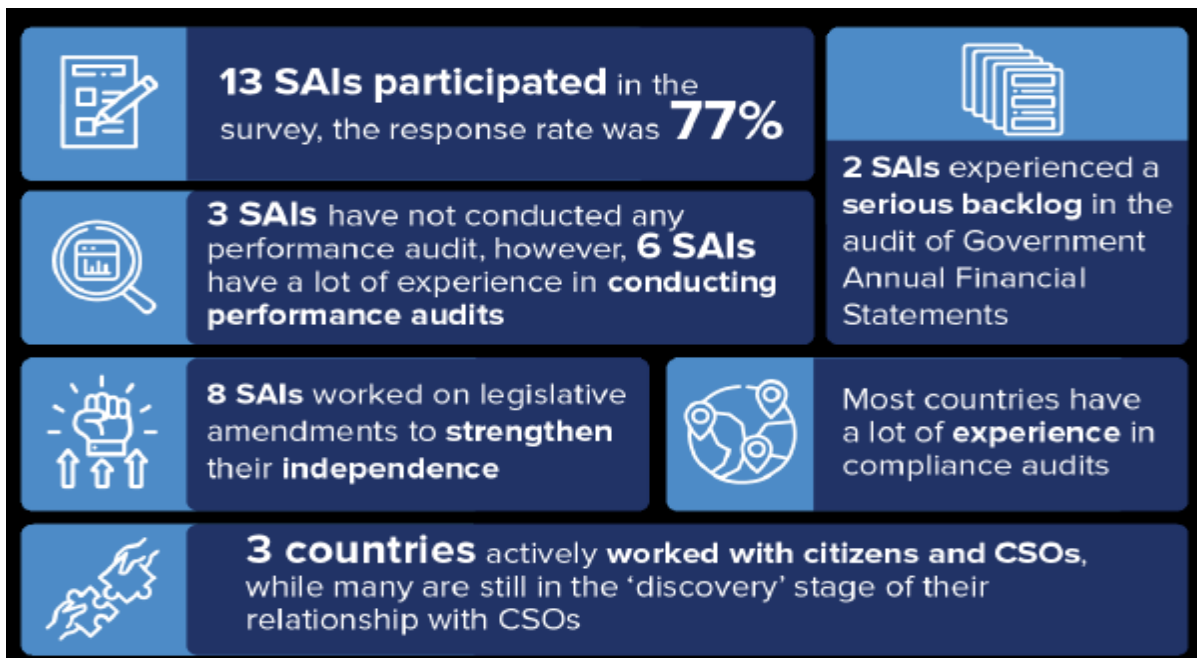 13 SAIs participated in the
survey, the response rate was 77%
2 SAIs experienced a
serious backlog in the
audit of Government
Annual Financial
Statements
3 SAIs have not conducted any
performance audit, however, 6 SAIs
have a lot of experience in conducting
performance audits
8 SAIs worked on legislative
amendments to strengthen
their independence
Most countries have
a lot of experience in
compliance audits
3 countries actively worked with citizens and CSOs,
while many are still in the ‘discovery’ stage of their
relationship with CSOs